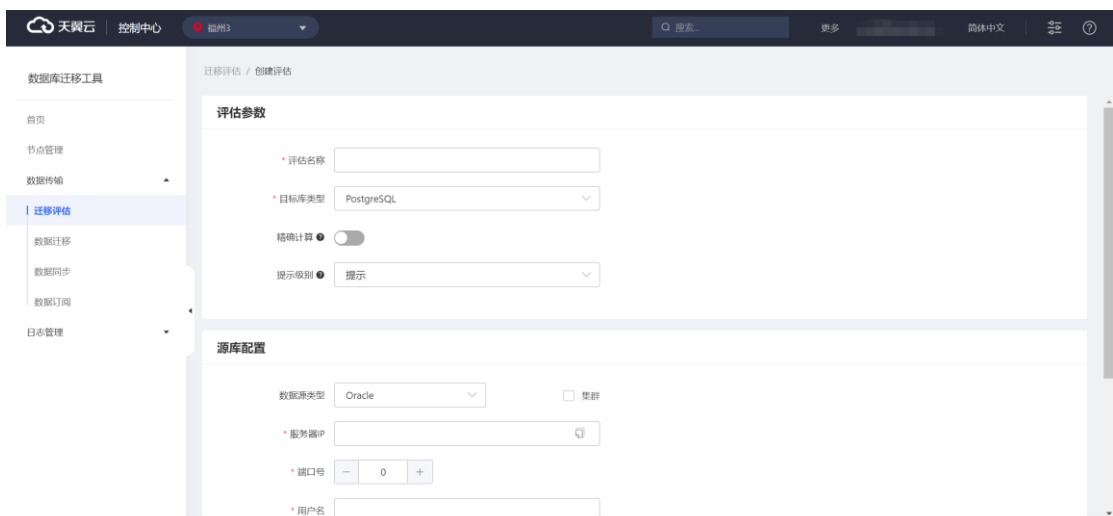 天翼云 控制中心 福州3 搜索... 更多 简体中文
数据库迁移工具
首页
节点管理
数据传输
迁移评估
数据迁移
数据同步
数据订阅
日志管理
迁移评估 / 创建评估
评估参数
* 评估名称
* 目标库类型 PostgreSQL
精确计算
提示级别 提示
源库配置
数据源类型 Oracle 集群
* 服务器IP
* 端口号 − 0 +
* 用户名